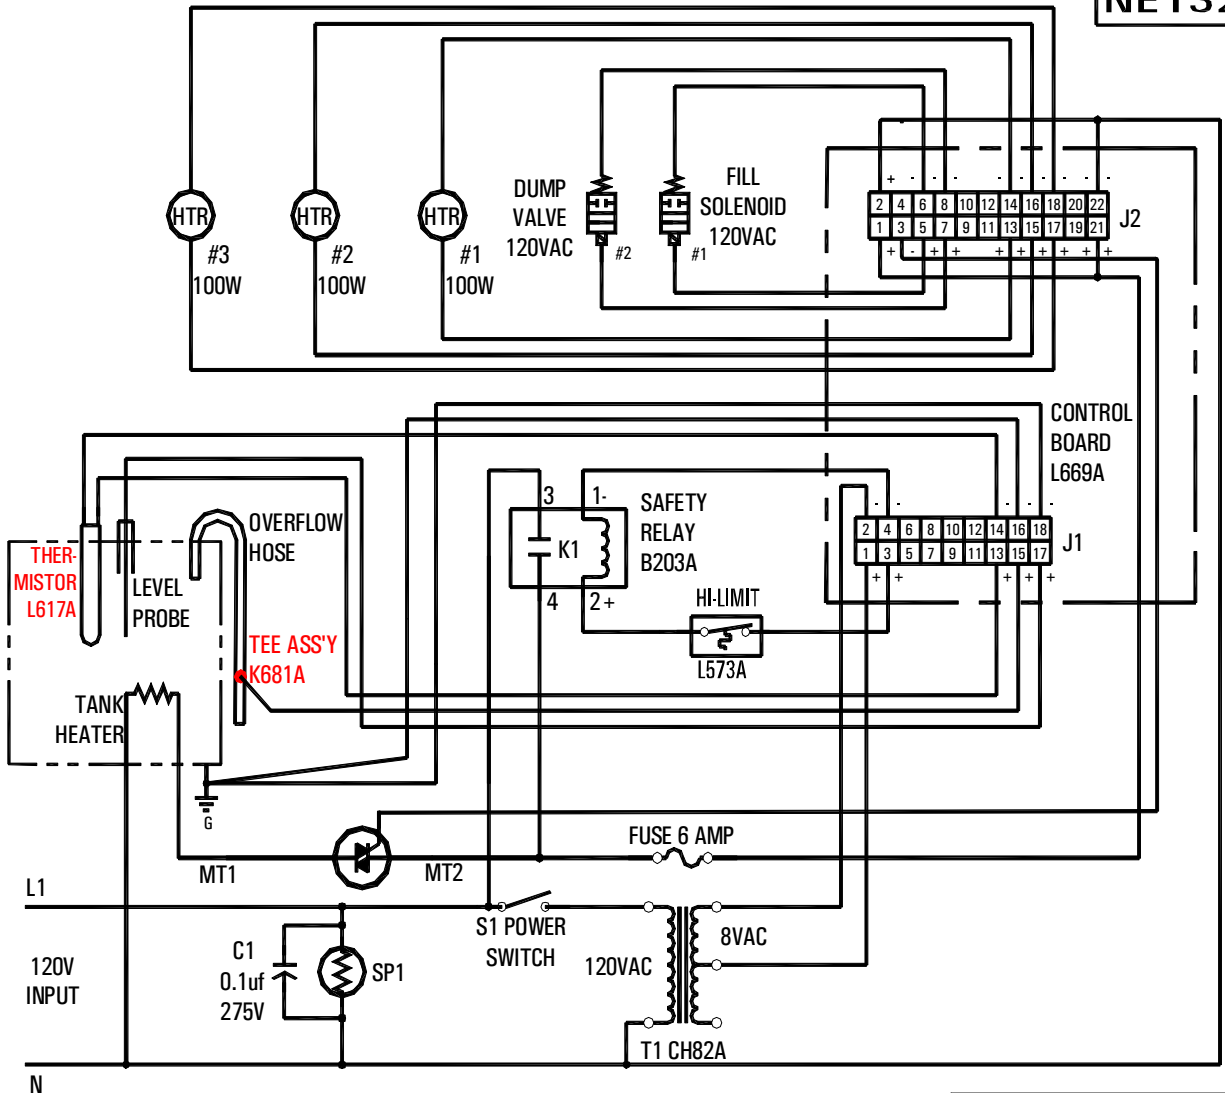 HTR
HTR
HTR
#3
100W
#2
100W
#1
100W
DUMP
VALVE
120VAC
#2
FILL
SOLENOID
120VAC
#1
+ - - - - - - - - -
2 4 6 8 10 12 14 16 18 20 22
1 3 5 7 9 11 13 15 17 19 21
J2
+ - + + + + + + + +
CONTROL
BOARD
L669A
3 1-
K1
4 2+
SAFETY
RELAY
B203A
- - - - -
2 4 6 8 10 12 14 16 18
1 3 5 7 9 11 13 15 17
J1
+ + + + +
HI-LIMIT
L573A
OVERFLOW
HOSE
THER-
MISTOR
L617A
LEVEL
PROBE
TEE ASS'Y
K681A
TANK
HEATER
G
MT1
MT2
FUSE 6 AMP
L1
S1 POWER
SWITCH
120V
INPUT
C1
0.1uf
275V
SP1
120VAC
8VAC
T1 CH82A
N